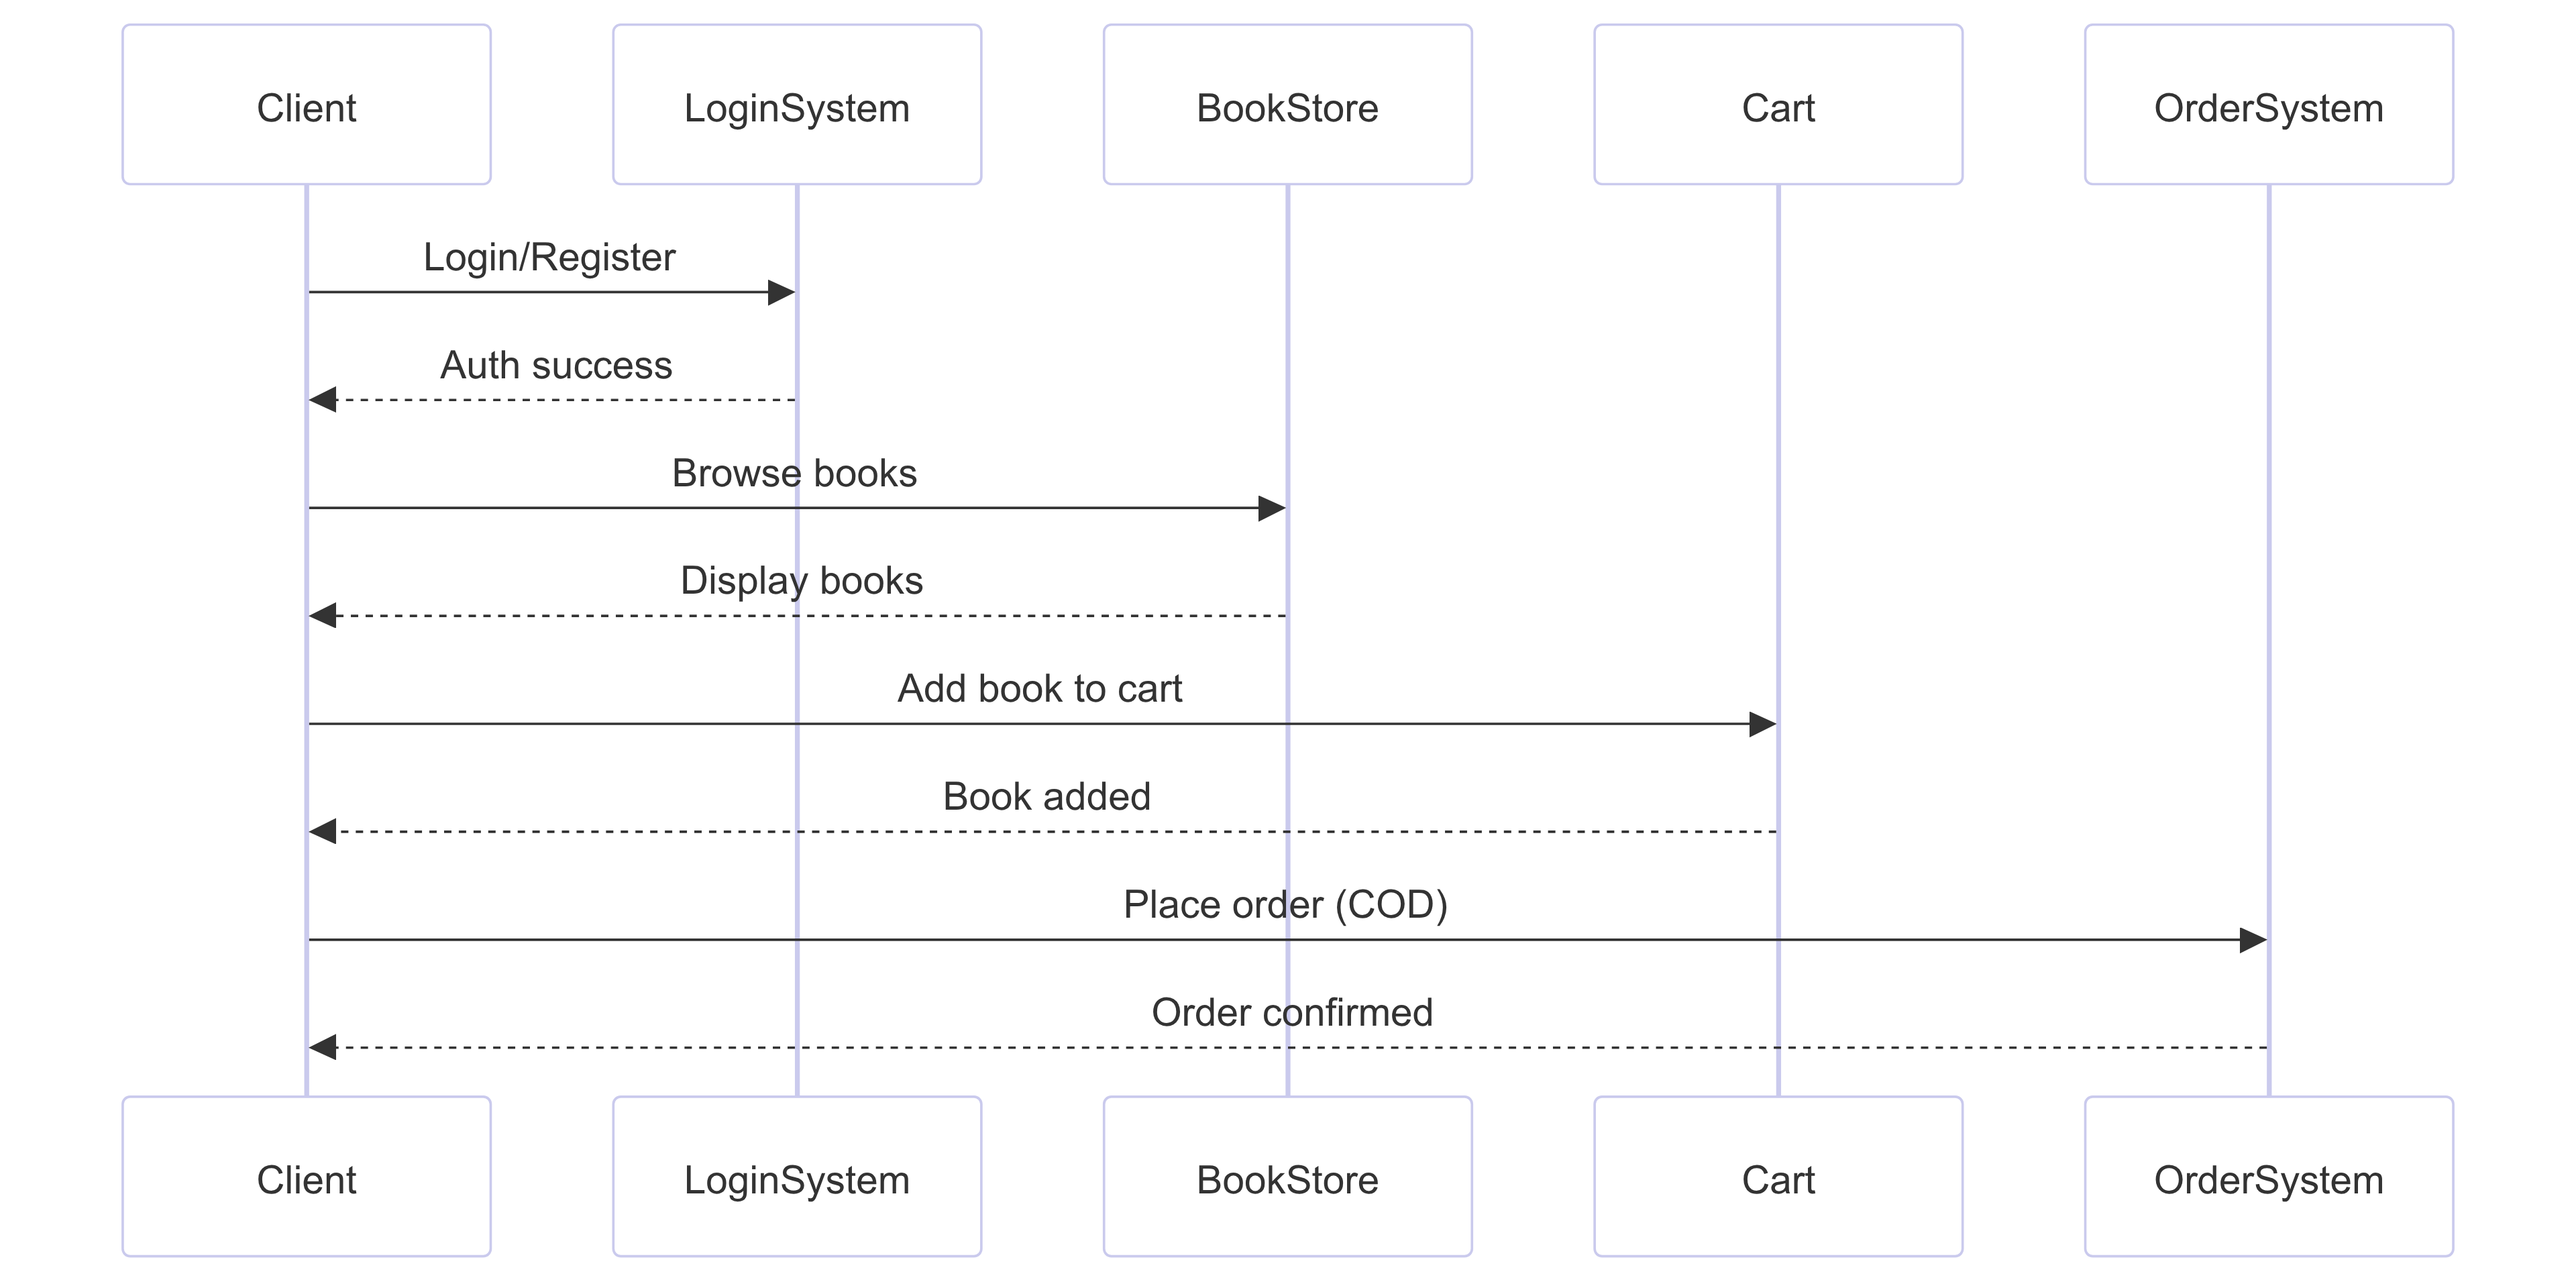 Client
LoginSystem
BookStore
Cart
OrderSystem
Login/Register
Auth success
Browse books
Display books
Add book to cart
Book added
Place order (COD)
Order confirmed
Client
LoginSystem
BookStore
Cart
OrderSystem